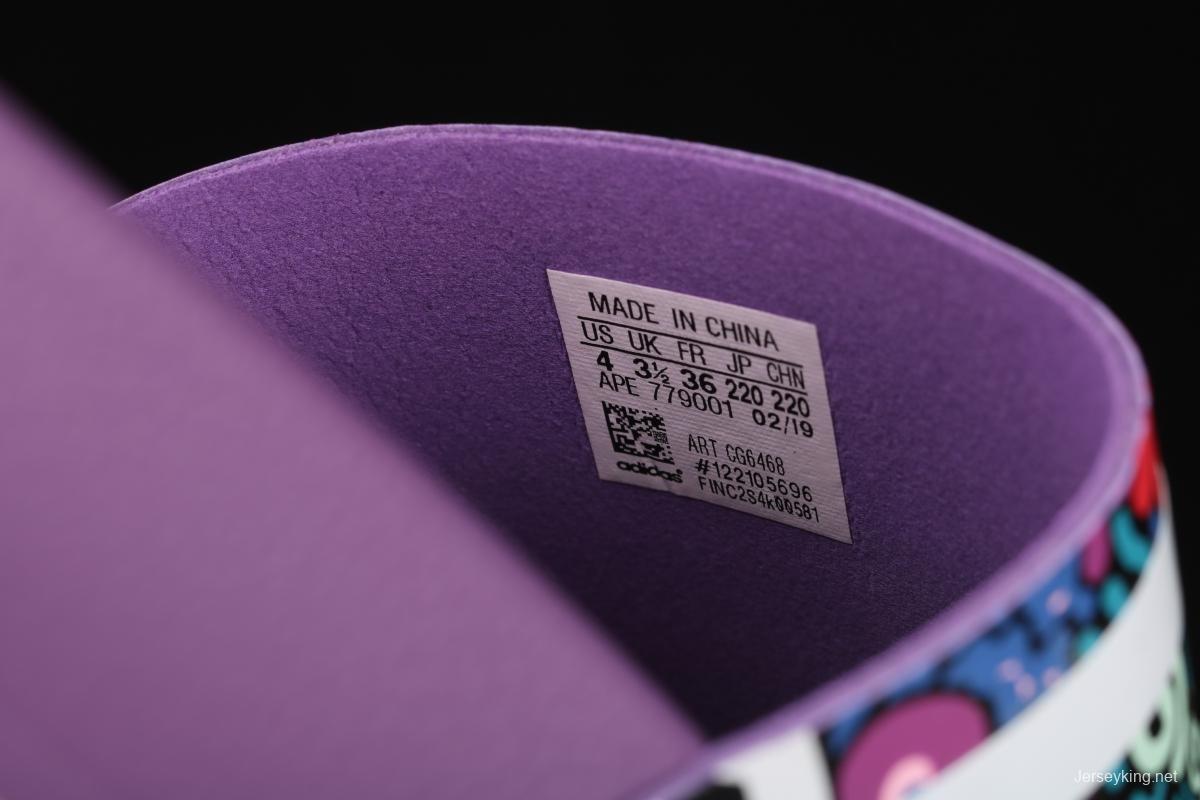 MADE IN CHINA
US UK FR JP CHN
4 3½ 36 220 220
APE 779001 02/19
ART CG6468
#122105696
FINC2S4k00581
adidas
Jerseyking.net